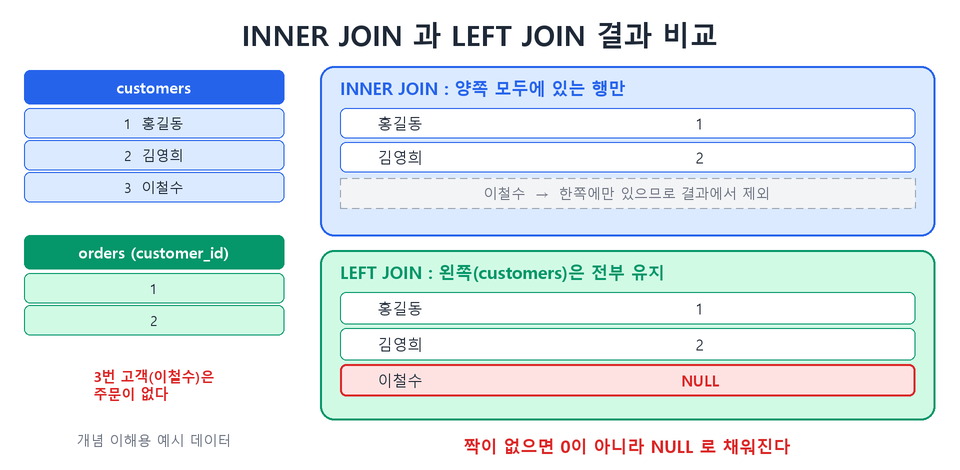 INNER JOIN 과 LEFT JOIN 결과 비교
customers
1 홍길동
2 김영희
3 이철수
orders (customer_id)
1
2
3번 고객(이철수)은
주문이 없다
개념 이해용 예시 데이터
INNER JOIN : 양쪽 모두에 있는 행만
홍길동 1
김영희 2
이철수 → 한쪽에만 있으므로 결과에서 제외
LEFT JOIN : 왼쪽(customers)은 전부 유지
홍길동 1
김영희 2
이철수 NULL
짝이 없으면 0이 아니라 NULL 로 채워진다